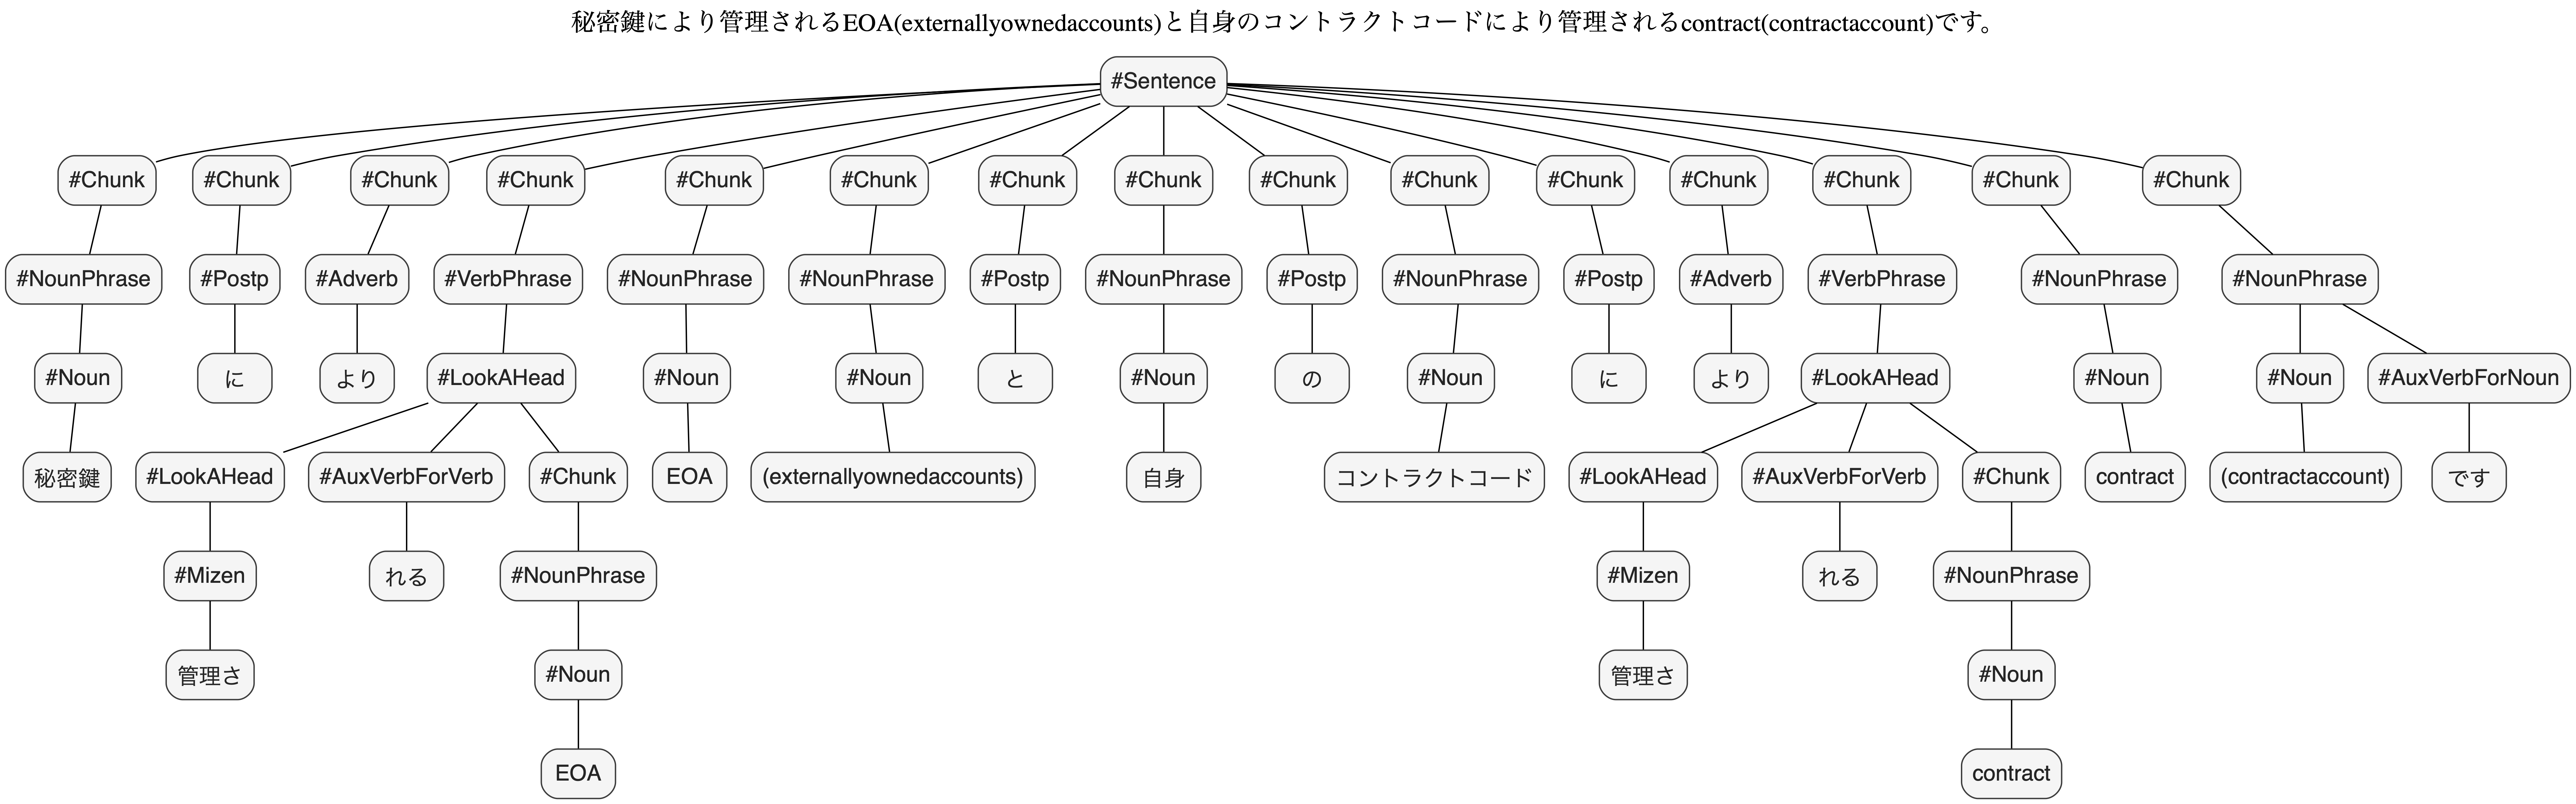 秘密鍵により管理されるEOA(externallyownedaccounts)と自身のコントラクトコードにより管理されるcontract(contractaccount)です。
#Sentence
#Chunk #Chunk #Chunk #Chunk #Chunk #Chunk #Chunk #Chunk #Chunk #Chunk #Chunk #Chunk #Chunk #Chunk #Chunk
#NounPhrase #Postp #Adverb #VerbPhrase #NounPhrase #NounPhrase #Postp #NounPhrase #Postp #NounPhrase #Postp #Adverb #VerbPhrase #NounPhrase #NounPhrase
#Noun に より #LookAHead #Noun #Noun と #Noun の #Noun に より #LookAHead #Noun #Noun #AuxVerbForNoun
秘密鍵 #LookAHead #AuxVerbForVerb #Chunk EOA (externallyownedaccounts) 自身 コントラクトコード #LookAHead #AuxVerbForVerb #Chunk contract (contractaccount) です
#Mizen れる #NounPhrase #Mizen れる #NounPhrase
管理さ #Noun 管理さ #Noun
EOA contract